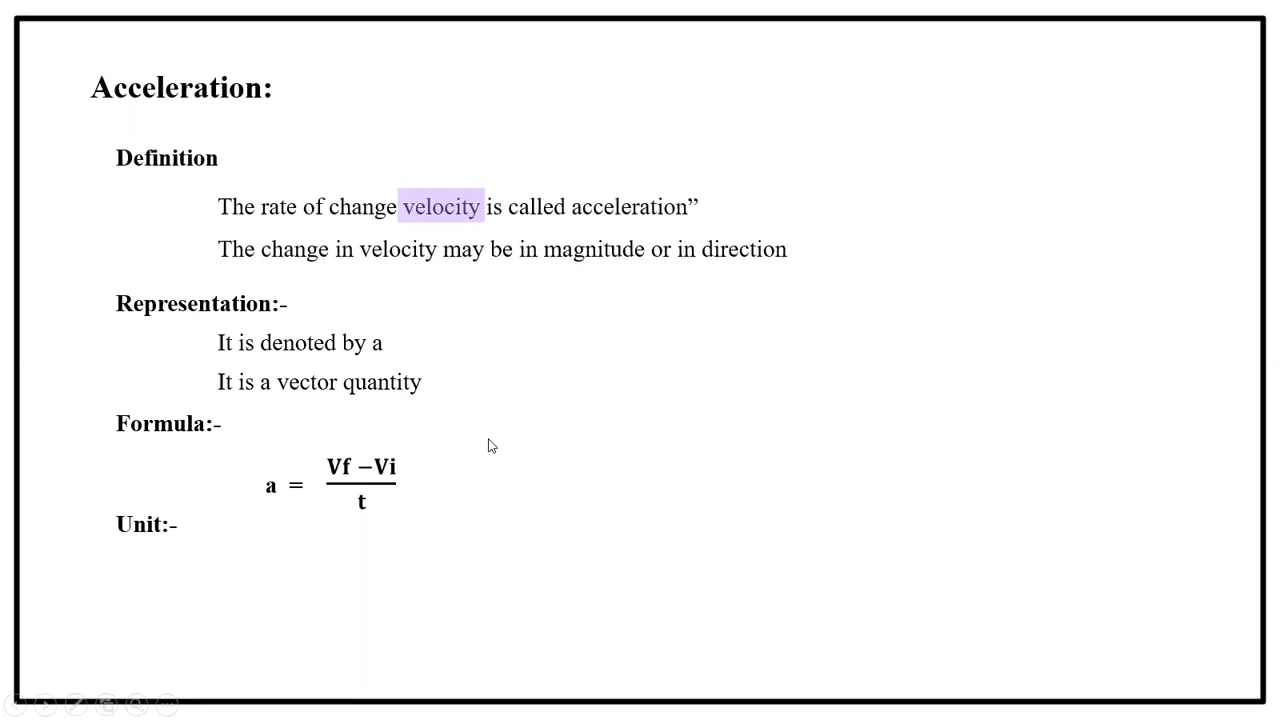 Acceleration:
Definition
The rate of change velocity is called acceleration”
The change in velocity may be in magnitude or in direction
Representation:-
It is denoted by a
It is a vector quantity
Formula:-
a = Vf −Vi
t
Unit:-